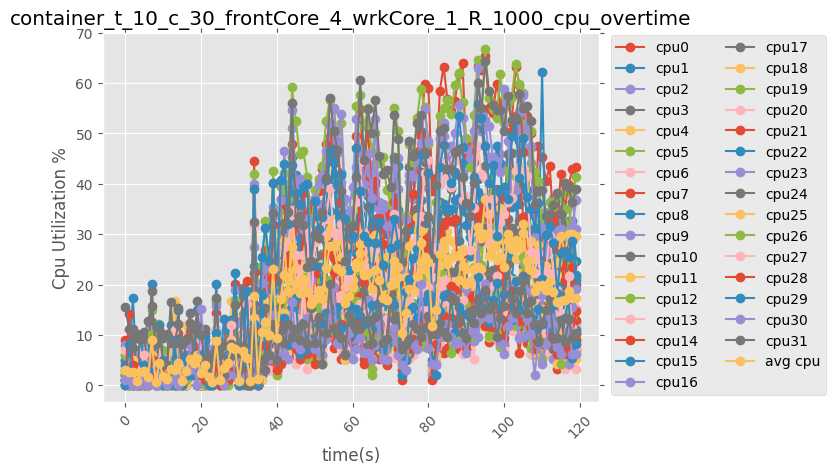 container_t_10_c_30_frontCore_4_wrkCore_1_R_1000_cpu_overtime
Cpu Utilization %
70
60
50
40
30
20
10
0
0
20
40
60
80
100
120
time(s)
cpu0
cpu1
cpu2
cpu3
cpu4
cpu5
cpu6
cpu7
cpu8
cpu9
cpu10
cpu11
cpu12
cpu13
cpu14
cpu15
cpu16
cpu17
cpu18
cpu19
cpu20
cpu21
cpu22
cpu23
cpu24
cpu25
cpu26
cpu27
cpu28
cpu29
cpu30
cpu31
avg cpu